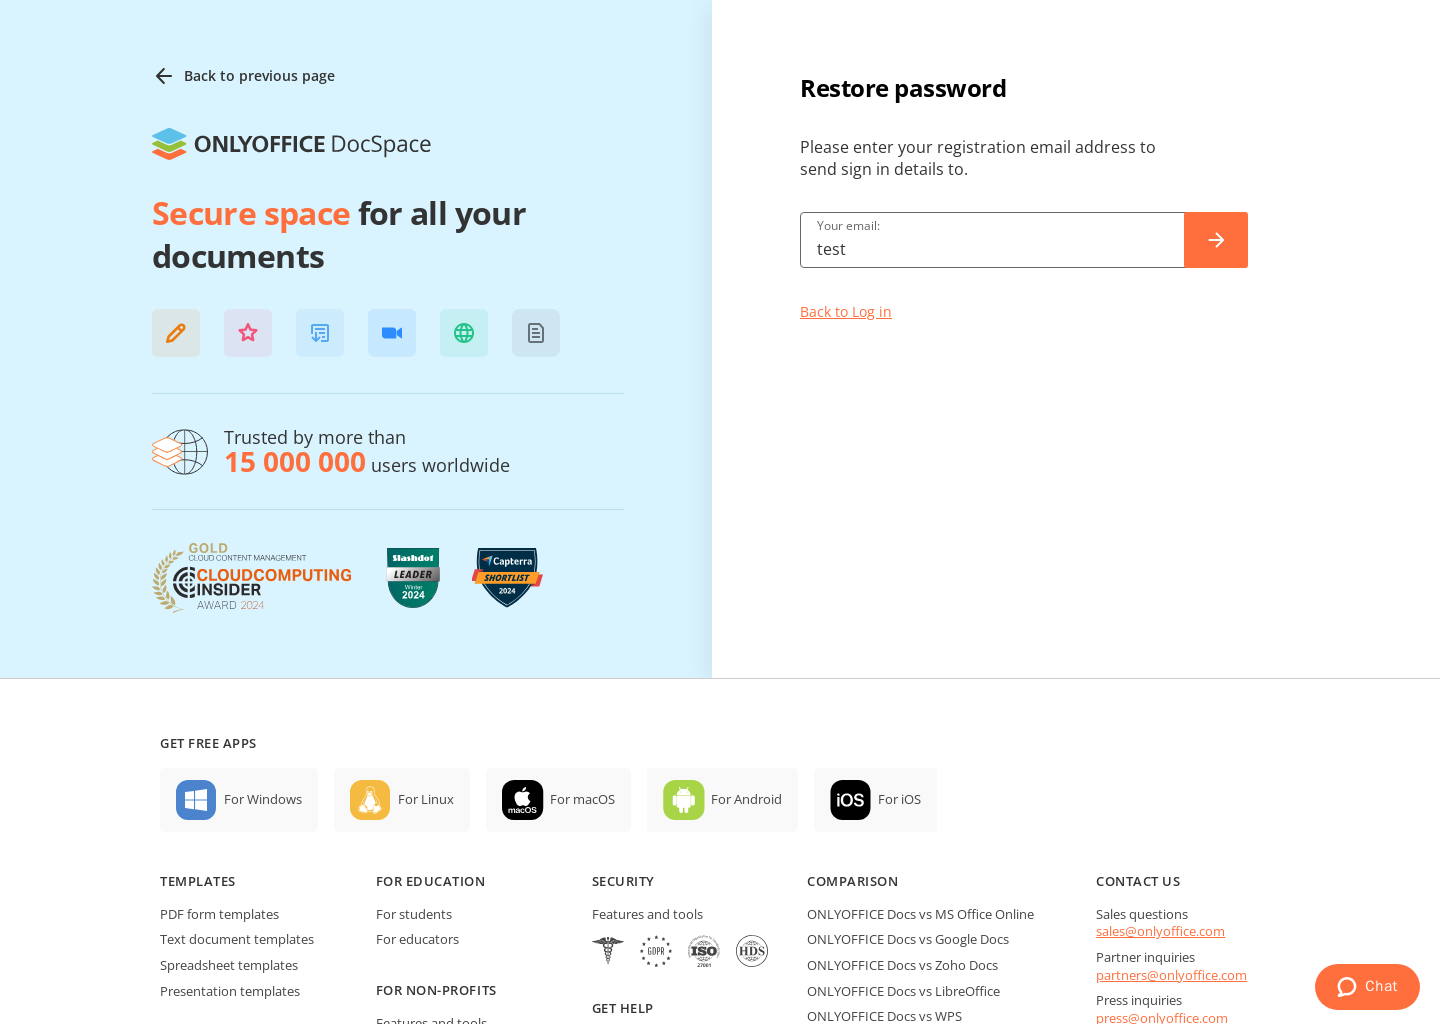 Back to previous page
ONLYOFFICE DocSpace
Secure space for all your
documents
Trusted by more than
15 000 000 users worldwide
GOLD
CLOUD CONTENT MANAGEMENT
CLOUDCOMPUTING
INSIDER
AWARD 2024
Slashdot
LEADER
Winter
2024
Capterra
SHORTLIST
2024
Restore password
Please enter your registration email address to
send sign in details to.
Your email:
test
Back to Log in
GET FREE APPS
For Windows
For Linux
macOS
For macOS
For Android
iOS
For iOS
TEMPLATES
PDF form templates
Text document templates
Spreadsheet templates
Presentation templates
FOR EDUCATION
For students
For educators
FOR NON-PROFITS
Features and tools
SECURITY
Features and tools
GDPR
ISO
27001
HDS
GET HELP
COMPARISON
ONLYOFFICE Docs vs MS Office Online
ONLYOFFICE Docs vs Google Docs
ONLYOFFICE Docs vs Zoho Docs
ONLYOFFICE Docs vs LibreOffice
ONLYOFFICE Docs vs WPS
CONTACT US
Sales questions
sales@onlyoffice.com
Partner inquiries
partners@onlyoffice.com
Press inquiries
press@onlyoffice.com
Chat